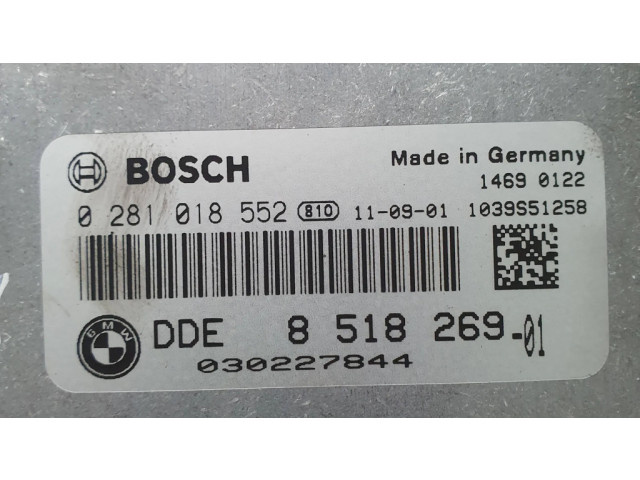 BOSCH Made in Germany
1469 0122
0 281 018 552 810 11-09-01 1039S51258
BMW DDE 8 518 269-01
030227844